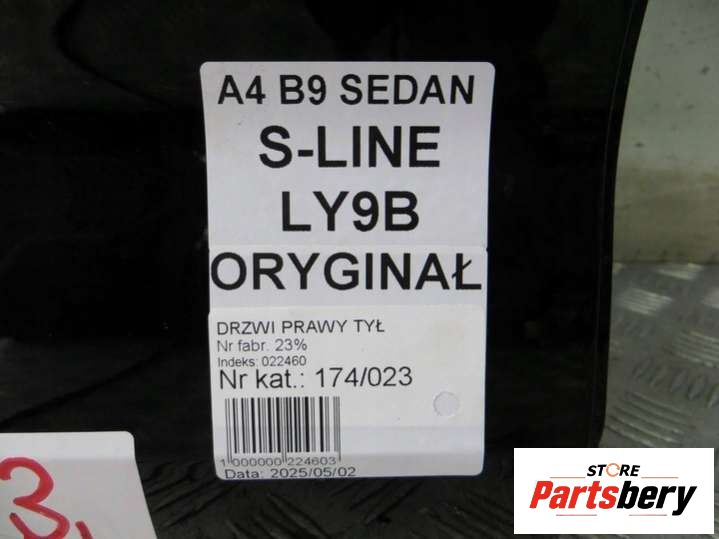 A4 B9 SEDAN
S-LINE
LY9B
ORYGINAŁ
DRZWI PRAWY TYŁ
Nr fabr. 23%
Indeks: 022460
Nr kat.: 174/023
1 000000 224603
Data: 2025/05/02
3,
STORE
Partsbery